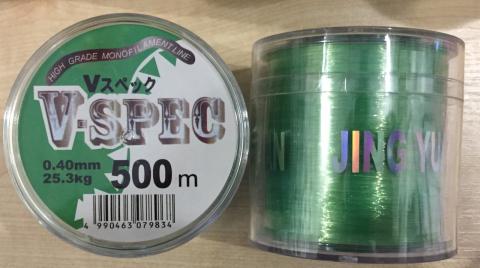 HIGH GRADE MONOFILAMENT LINE
Vスペック
V-SPEC
0.40mm
25.3kg
500m
4 990463 079834
JING YU